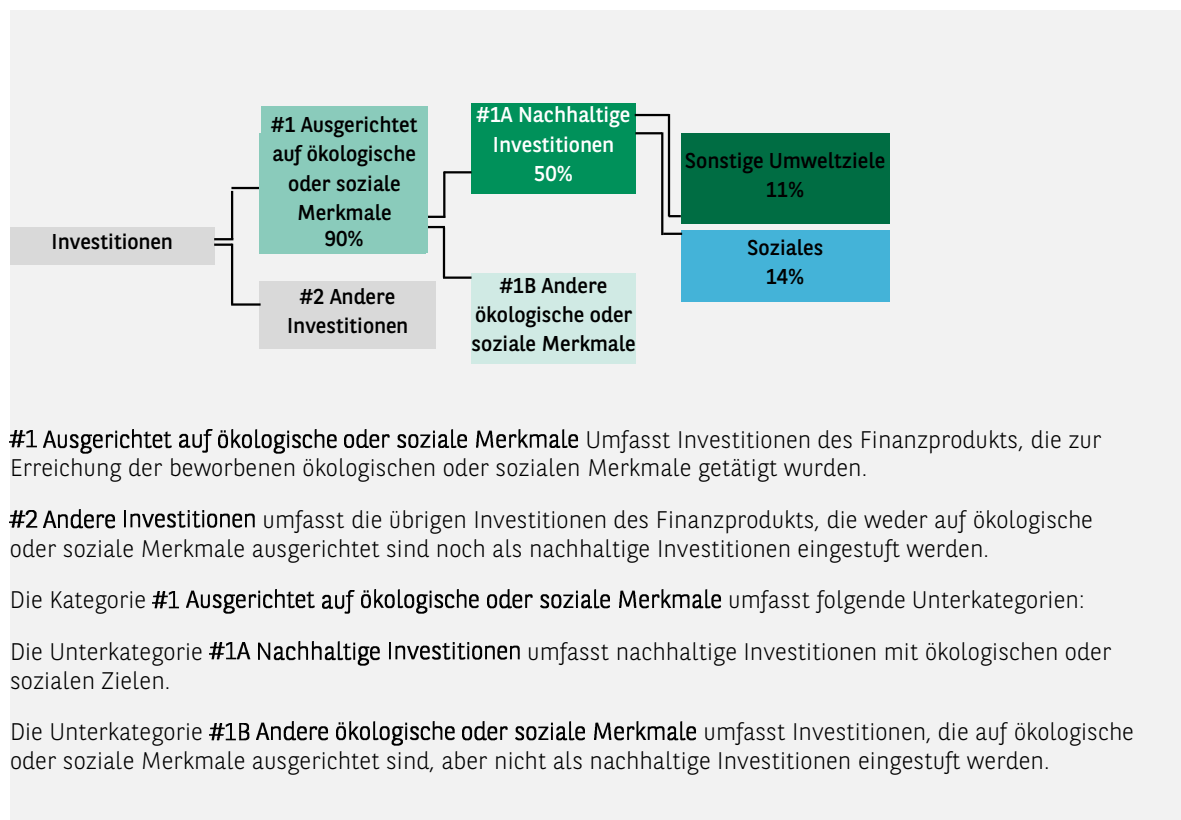 #1 Ausgerichtet
auf ökologische
oder soziale
Merkmale
90%
#1A Nachhaltige
Investitionen
50%
Sonstige Umweltziele
11%
Investitionen
Soziales
14%
#2 Andere
Investitionen
#1B Andere
ökologische oder
soziale Merkmale
#1 Ausgerichtet auf ökologische oder soziale Merkmale Umfasst Investitionen des Finanzprodukts, die zur
Erreichung der beworbenen ökologischen oder sozialen Merkmale getätigt wurden.
#2 Andere Investitionen umfasst die übrigen Investitionen des Finanzprodukts, die weder auf ökologische
oder soziale Merkmale ausgerichtet sind noch als nachhaltige Investitionen eingestuft werden.
Die Kategorie #1 Ausgerichtet auf ökologische oder soziale Merkmale umfasst folgende Unterkategorien:
Die Unterkategorie #1A Nachhaltige Investitionen umfasst nachhaltige Investitionen mit ökologischen oder
sozialen Zielen.
Die Unterkategorie #1B Andere ökologische oder soziale Merkmale umfasst Investitionen, die auf ökologische
oder soziale Merkmale ausgerichtet sind, aber nicht als nachhaltige Investitionen eingestuft werden.